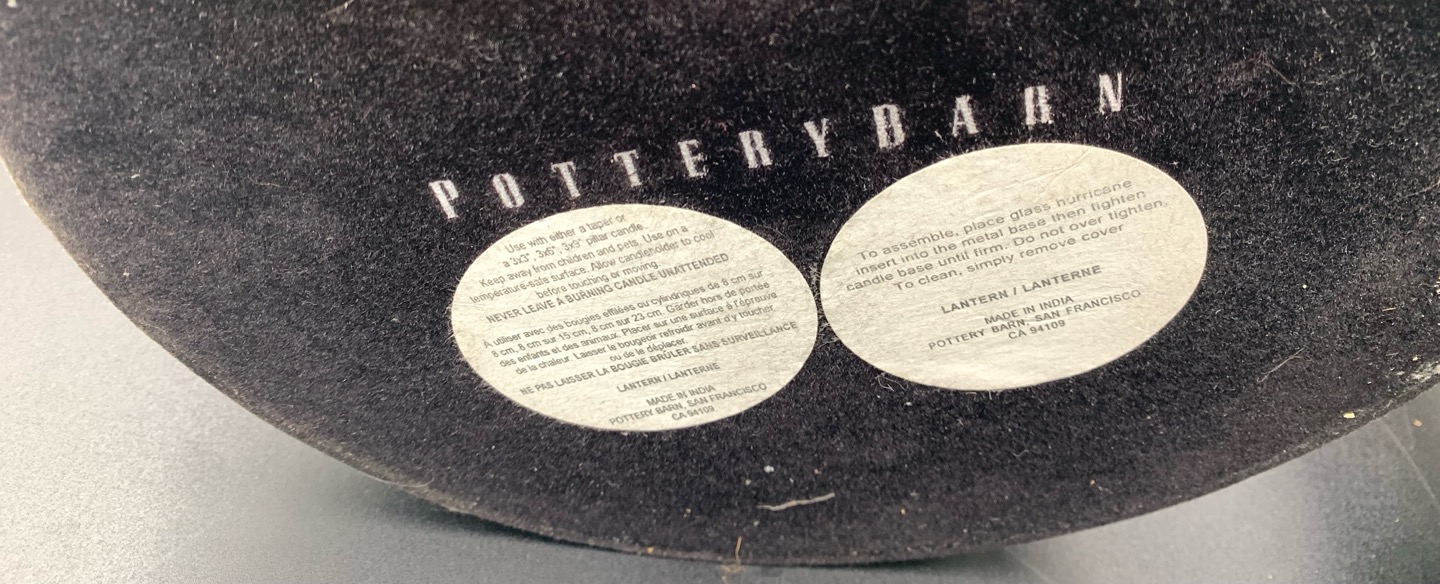 POTTERYBARN
Use with either a taper or
a 3x3", 3x6", 3x9" pillar candle.
Keep away from children and pets. Use on a
temperature-safe surface. Allow candleholder to cool
before touching or moving.
NEVER LEAVE A BURNING CANDLE UNATTENDED
À utiliser avec des bougies effilées ou cylindriques de 8 cm sur
8 cm, 8 cm sur 15 cm, 8 cm sur 23 cm. Garder hors de portée
des enfants et des animaux. Placer sur une surface à l'épreuve
de la chaleur. Laisser le bougeoir refroidir avant d'y toucher
ou de le déplacer.
NE PAS LAISSER LA BOUGIE BRÛLER SANS SURVEILLANCE
LANTERN / LANTERNE
MADE IN INDIA
POTTERY BARN, SAN FRANCISCO
CA 94109
To assemble, place glass hurricane
insert into the metal base then tighten
candle base until firm. Do not over tighten.
To clean, simply remove cover
LANTERN / LANTERNE
MADE IN INDIA
POTTERY BARN, SAN FRANCISCO
CA 94109